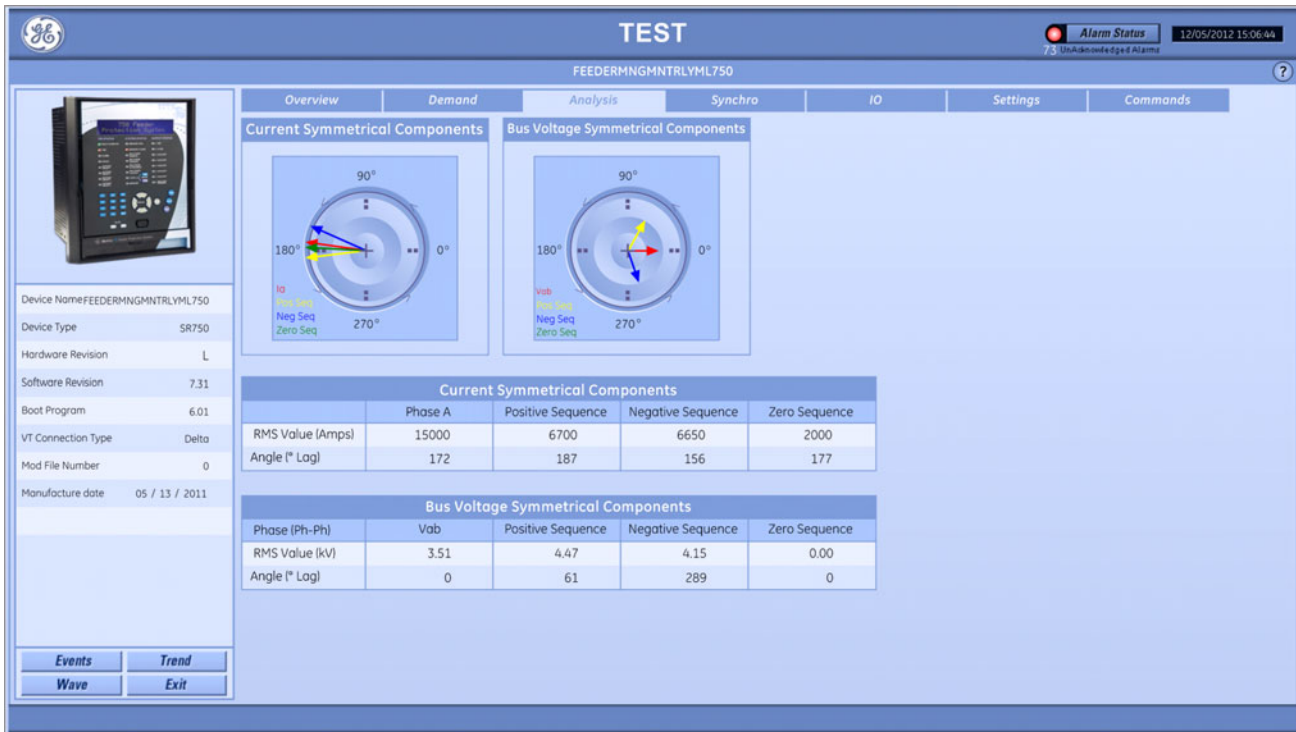 TEST
Alarm Status
12/05/2012 15:06:44
73 UnAcknowledged Alarms
FEEDERMNGMNTRLYML750
?
Overview Demand Analysis Synchro IO Settings Commands
Current Symmetrical Components
Bus Voltage Symmetrical Components
90°
180°
0°
270°
Ia
Pos Seq
Neg Seq
Zero Seq
90°
180°
0°
270°
Vab
Pos Seq
Neg Seq
Zero Seq
Device Name FEEDERMNGMNTRLYML750
Device Type SR750
Hardware Revision L
Software Revision 7.31
Boot Program 6.01
VT Connection Type Delta
Mod File Number 0
Manufacture date 05 / 13 / 2011
Events Trend
Wave Exit
Current Symmetrical Components
Phase A Positive Sequence Negative Sequence Zero Sequence
RMS Value (Amps) 15000 6700 6650 2000
Angle (° Lag) 172 187 156 177
Bus Voltage Symmetrical Components
Phase (Ph-Ph) Vab Positive Sequence Negative Sequence Zero Sequence
RMS Value (kV) 3.51 4.47 4.15 0.00
Angle (° Lag) 0 61 289 0